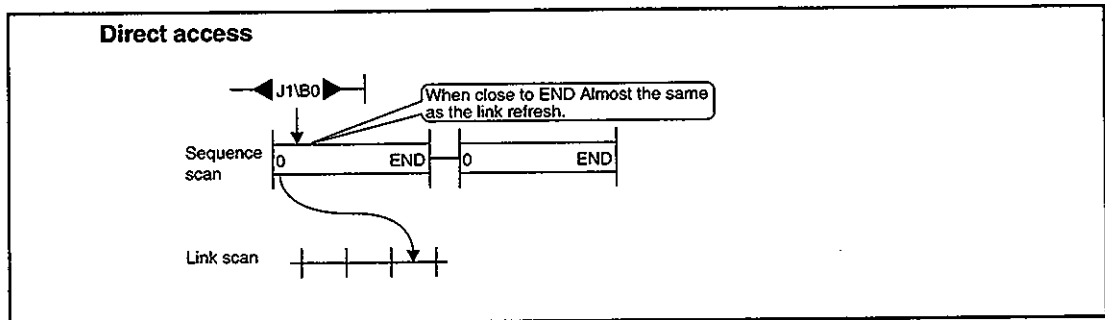 Direct access
J1\B0
When close to END Almost the same
as the link refresh.
Sequence
scan
0 END 0 END
Link scan